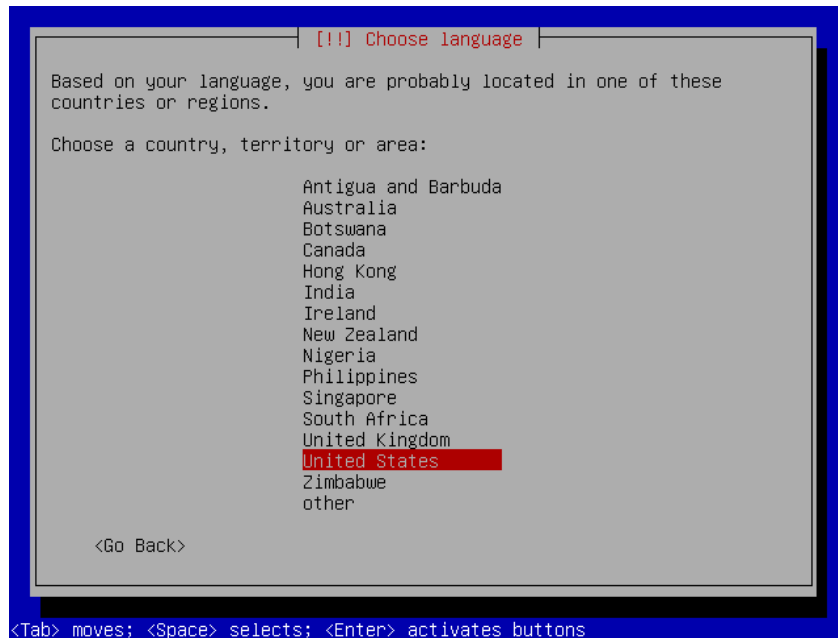 [!!] Choose language
Based on your language, you are probably located in one of these
countries or regions.
Choose a country, territory or area:
Antigua and Barbuda
Australia
Botswana
Canada
Hong Kong
India
Ireland
New Zealand
Nigeria
Philippines
Singapore
South Africa
United Kingdom
United States
Zimbabwe
other
<Go Back>
<Tab> moves; <Space> selects; <Enter> activates buttons